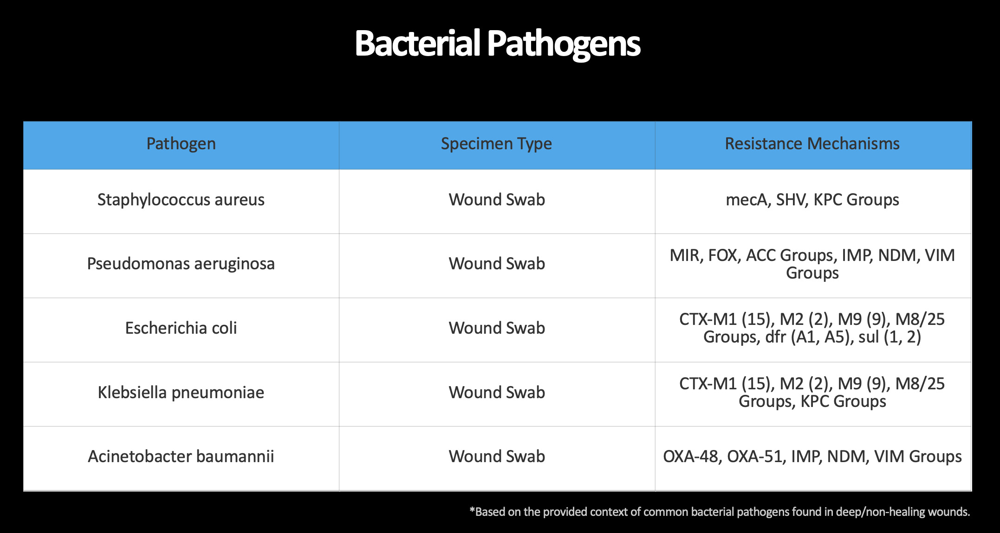 Bacterial Pathogens
Pathogen
Specimen Type
Resistance Mechanisms
Staphylococcus aureus
Wound Swab
mecA, SHV, KPC Groups
Pseudomonas aeruginosa
Wound Swab
MIR, FOX, ACC Groups, IMP, NDM, VIM
Groups
Escherichia coli
Wound Swab
CTX-M1 (15), M2 (2), M9 (9), M8/25
Groups, dfr (A1, A5), sul (1, 2)
Klebsiella pneumoniae
Wound Swab
CTX-M1 (15), M2 (2), M9 (9), M8/25
Groups, KPC Groups
Acinetobacter baumannii
Wound Swab
OXA-48, OXA-51, IMP, NDM, VIM Groups
*Based on the provided context of common bacterial pathogens found in deep/non-healing wounds.